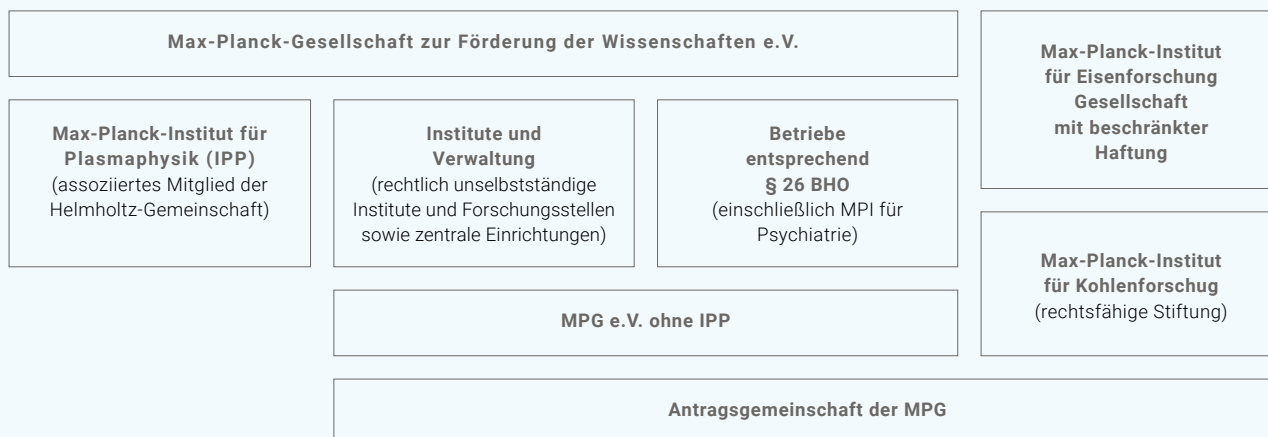 Max-Planck-Gesellschaft zur Förderung der Wissenschaften e.V.
Max-Planck-Institut
für Eisenforschung
Gesellschaft
mit beschränkter
Haftung
Max-Planck-Institut für
Plasmaphysik (IPP)
(assoziiertes Mitglied der
Helmholtz-Gemeinschaft)
Institute und
Verwaltung
(rechtlich unselbstständige
Institute und Forschungsstellen
sowie zentrale Einrichtungen)
Betriebe
entsprechend
§ 26 BHO
(einschließlich MPI für
Psychiatrie)
Max-Planck-Institut
für Kohlenforschug
(rechtsfähige Stiftung)
MPG e.V. ohne IPP
Antragsgemeinschaft der MPG